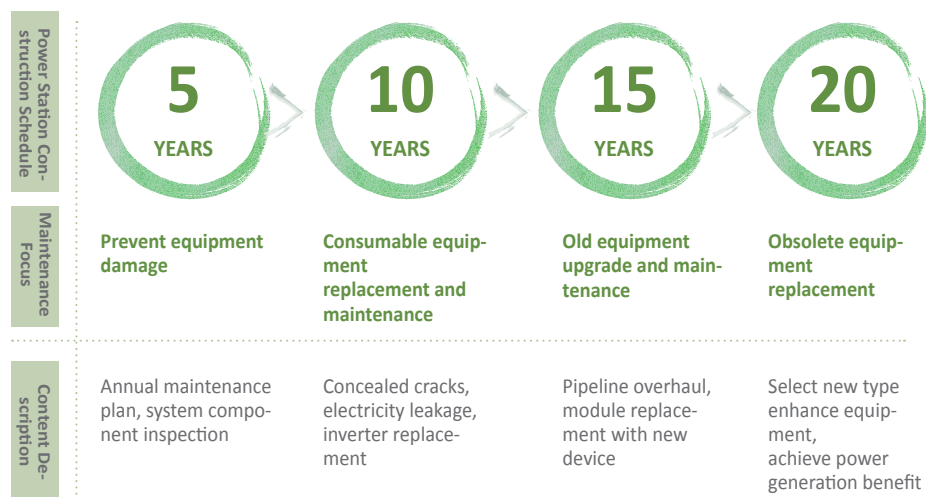 Power Station Con-
struction Schedule
5
YEARS
10
YEARS
15
YEARS
20
YEARS
Maintenance
Focus
Prevent equipment
damage
Consumable equip-
ment
replacement and
maintenance
Old equipment
upgrade and main-
tenance
Obsolete equip-
ment
replacement
Content De-
scription
Annual maintenance
plan, system compo-
nent inspection
Concealed cracks,
electricity leakage,
inverter replace-
ment
Pipeline overhaul,
module replace-
ment with new
device
Select new type
enhance equip-
ment,
achieve power
generation benefit